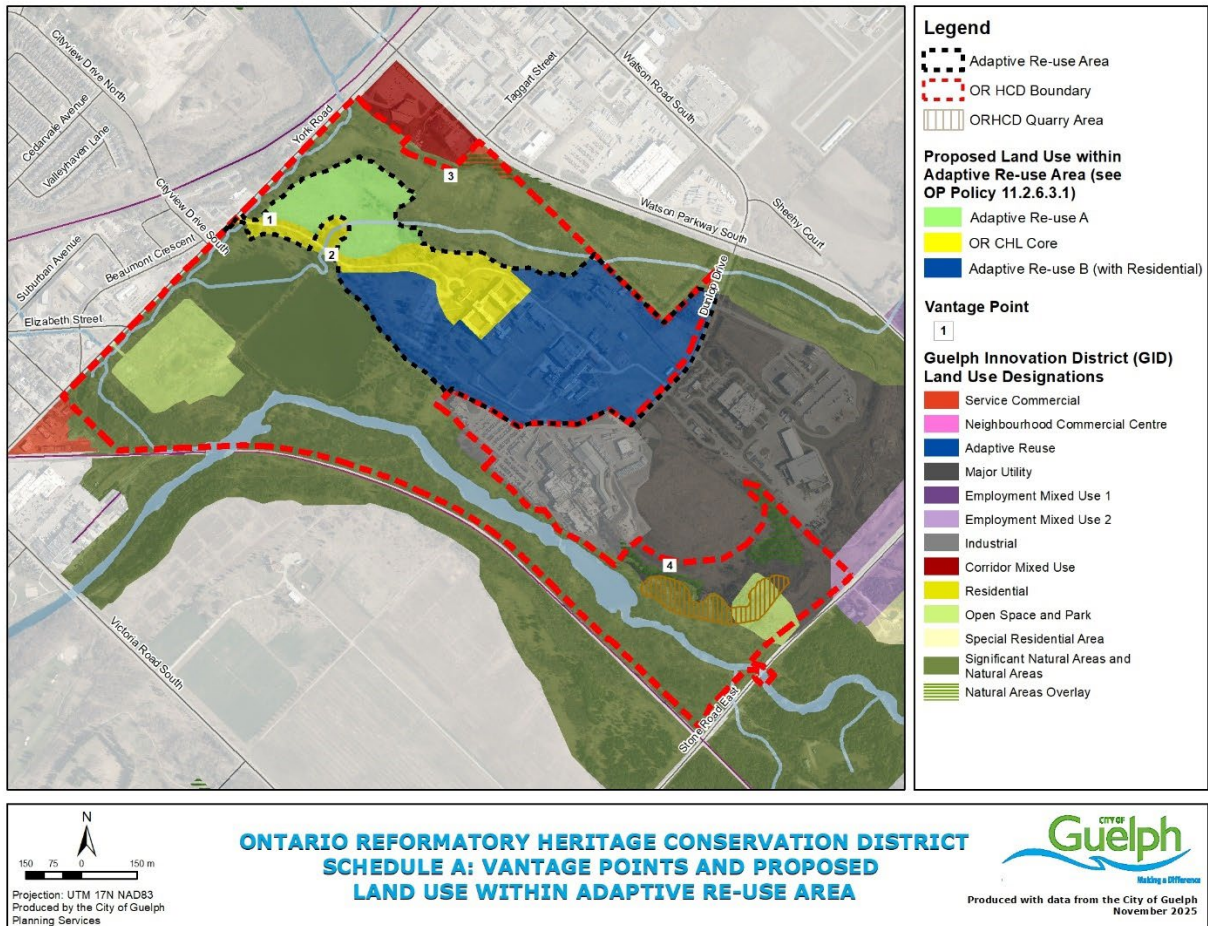 Cityview Drive North
Cedarvale Avenue
Valleyhaven Lane
York Road
Taggart Street
Watson Road South
Cityview Drive South
Suburban Avenue
Beaumont Crescent
Elizabeth Street
Watson Parkway South
Sheehy Court
Dunlop Drive
Victoria Road South
Stone Road East
1
2
3
4
Legend
Adaptive Re-use Area
OR HCD Boundary
ORHCD Quarry Area
Proposed Land Use within
Adaptive Re-use Area (see
OP Policy 11.2.6.3.1)
Adaptive Re-use A
OR CHL Core
Adaptive Re-use B (with Residential)
Vantage Point
1
Guelph Innovation District (GID)
Land Use Designations
Service Commercial
Neighbourhood Commercial Centre
Adaptive Reuse
Major Utility
Employment Mixed Use 1
Employment Mixed Use 2
Industrial
Corridor Mixed Use
Residential
Open Space and Park
Special Residential Area
Significant Natural Areas and
Natural Areas
Natural Areas Overlay
N
150 75 0 150 m
Projection: UTM 17N NAD83
Produced by the City of Guelph
Planning Services
ONTARIO REFORMATORY HERITAGE CONSERVATION DISTRICT
SCHEDULE A: VANTAGE POINTS AND PROPOSED
LAND USE WITHIN ADAPTIVE RE-USE AREA
CITY OF
Guelph
Making a Difference
Produced with data from the City of Guelph
November 2025